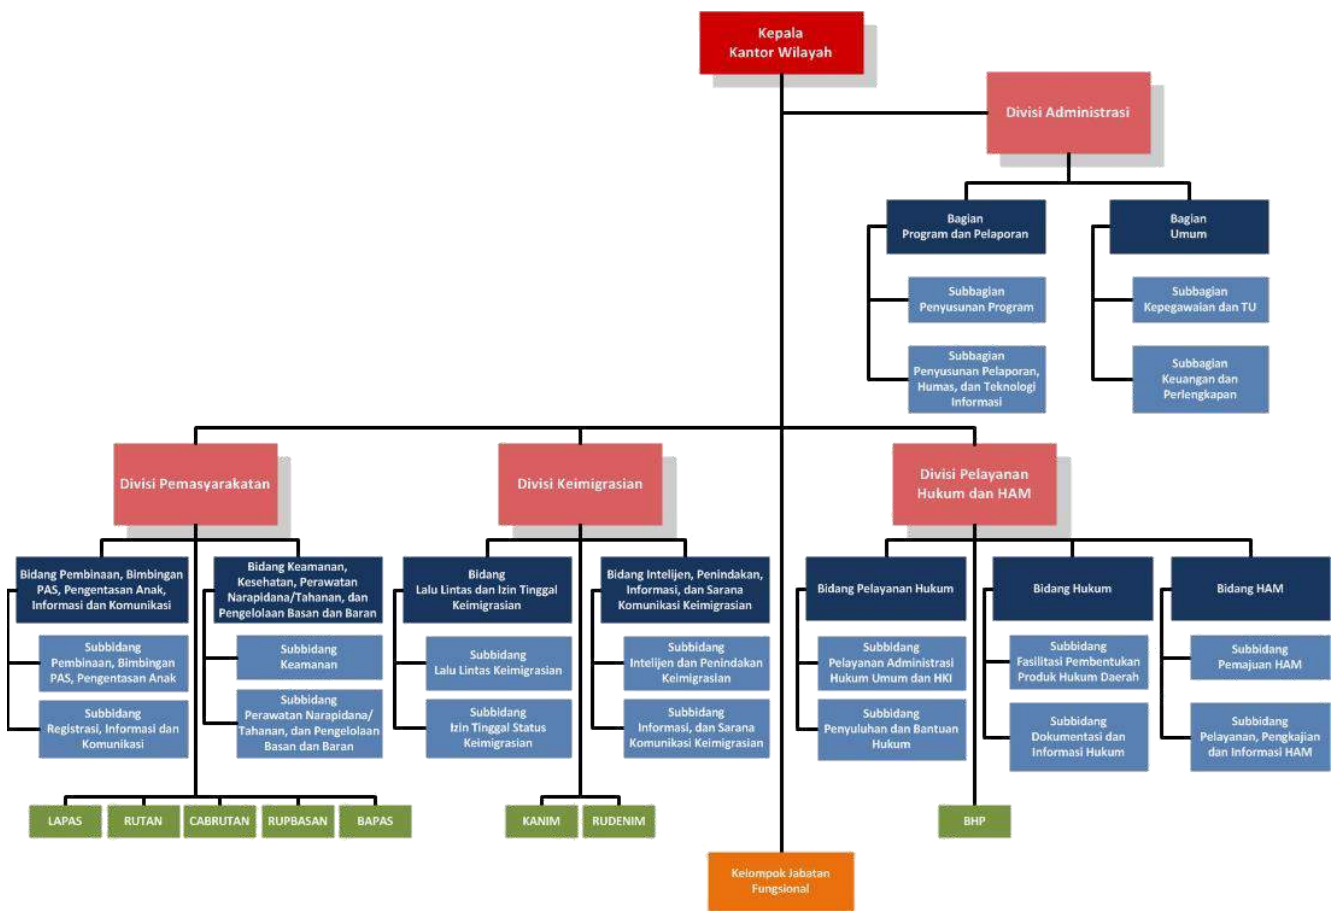 Kepala
Kantor Wilayah
Divisi Administrasi
Bagian
Program dan Pelaporan
Bagian
Umum
Subbagian
Penyusunan Program
Subbagian
Kepegawaian dan TU
Subbagian
Penyusunan Pelaporan,
Humas, dan Teknologi
Informasi
Subbagian
Keuangan dan
Perlengkapan
Divisi Pemasyarakatan
Divisi Keimigrasian
Divisi Pelayanan
Hukum dan HAM
Bidang Pembinaan, Bimbingan
PAS, Pengentasan Anak,
Informasi dan Komunikasi
Bidang Keamanan,
Kesehatan, Perawatan
Narapidana/Tahanan, dan
Pengelolaan Basan dan Baran
Bidang
Lalu Lintas dan Izin Tinggal
Keimigrasian
Bidang Intelijen, Penindakan,
Informasi, dan Sarana
Komunikasi Keimigrasian
Bidang Pelayanan Hukum
Bidang Hukum
Bidang HAM
Subbidang
Pembinaan, Bimbingan
PAS, Pengentasan Anak
Subbidang
Keamanan
Subbidang
Lalu Lintas Keimigrasian
Subbidang
Intelijen dan Penindakan
Keimigrasian
Subbidang
Pelayanan Administrasi
Hukum Umum dan HKI
Subbidang
Fasilitasi Pembentukan
Produk Hukum Daerah
Subbidang
Pemajuan HAM
Subbidang
Registrasi, Informasi dan
Komunikasi
Subbidang
Perawatan Narapidana/
Tahanan, dan Pengelolaan
Basan dan Baran
Subbidang
Izin Tinggal Status
Keimigrasian
Subbidang
Informasi, dan Sarana
Komunikasi Keimigrasian
Subbidang
Penyuluhan dan Bantuan
Hukum
Subbidang
Dokumentasi dan
Informasi Hukum
Subbidang
Pelayanan, Pengkajian
dan Informasi HAM
LAPAS
RUTAN
CABRUTAN
RUPBASAN
BAPAS
KANIM
RUDENIM
BHP
Kelompok Jabatan
Fungsional